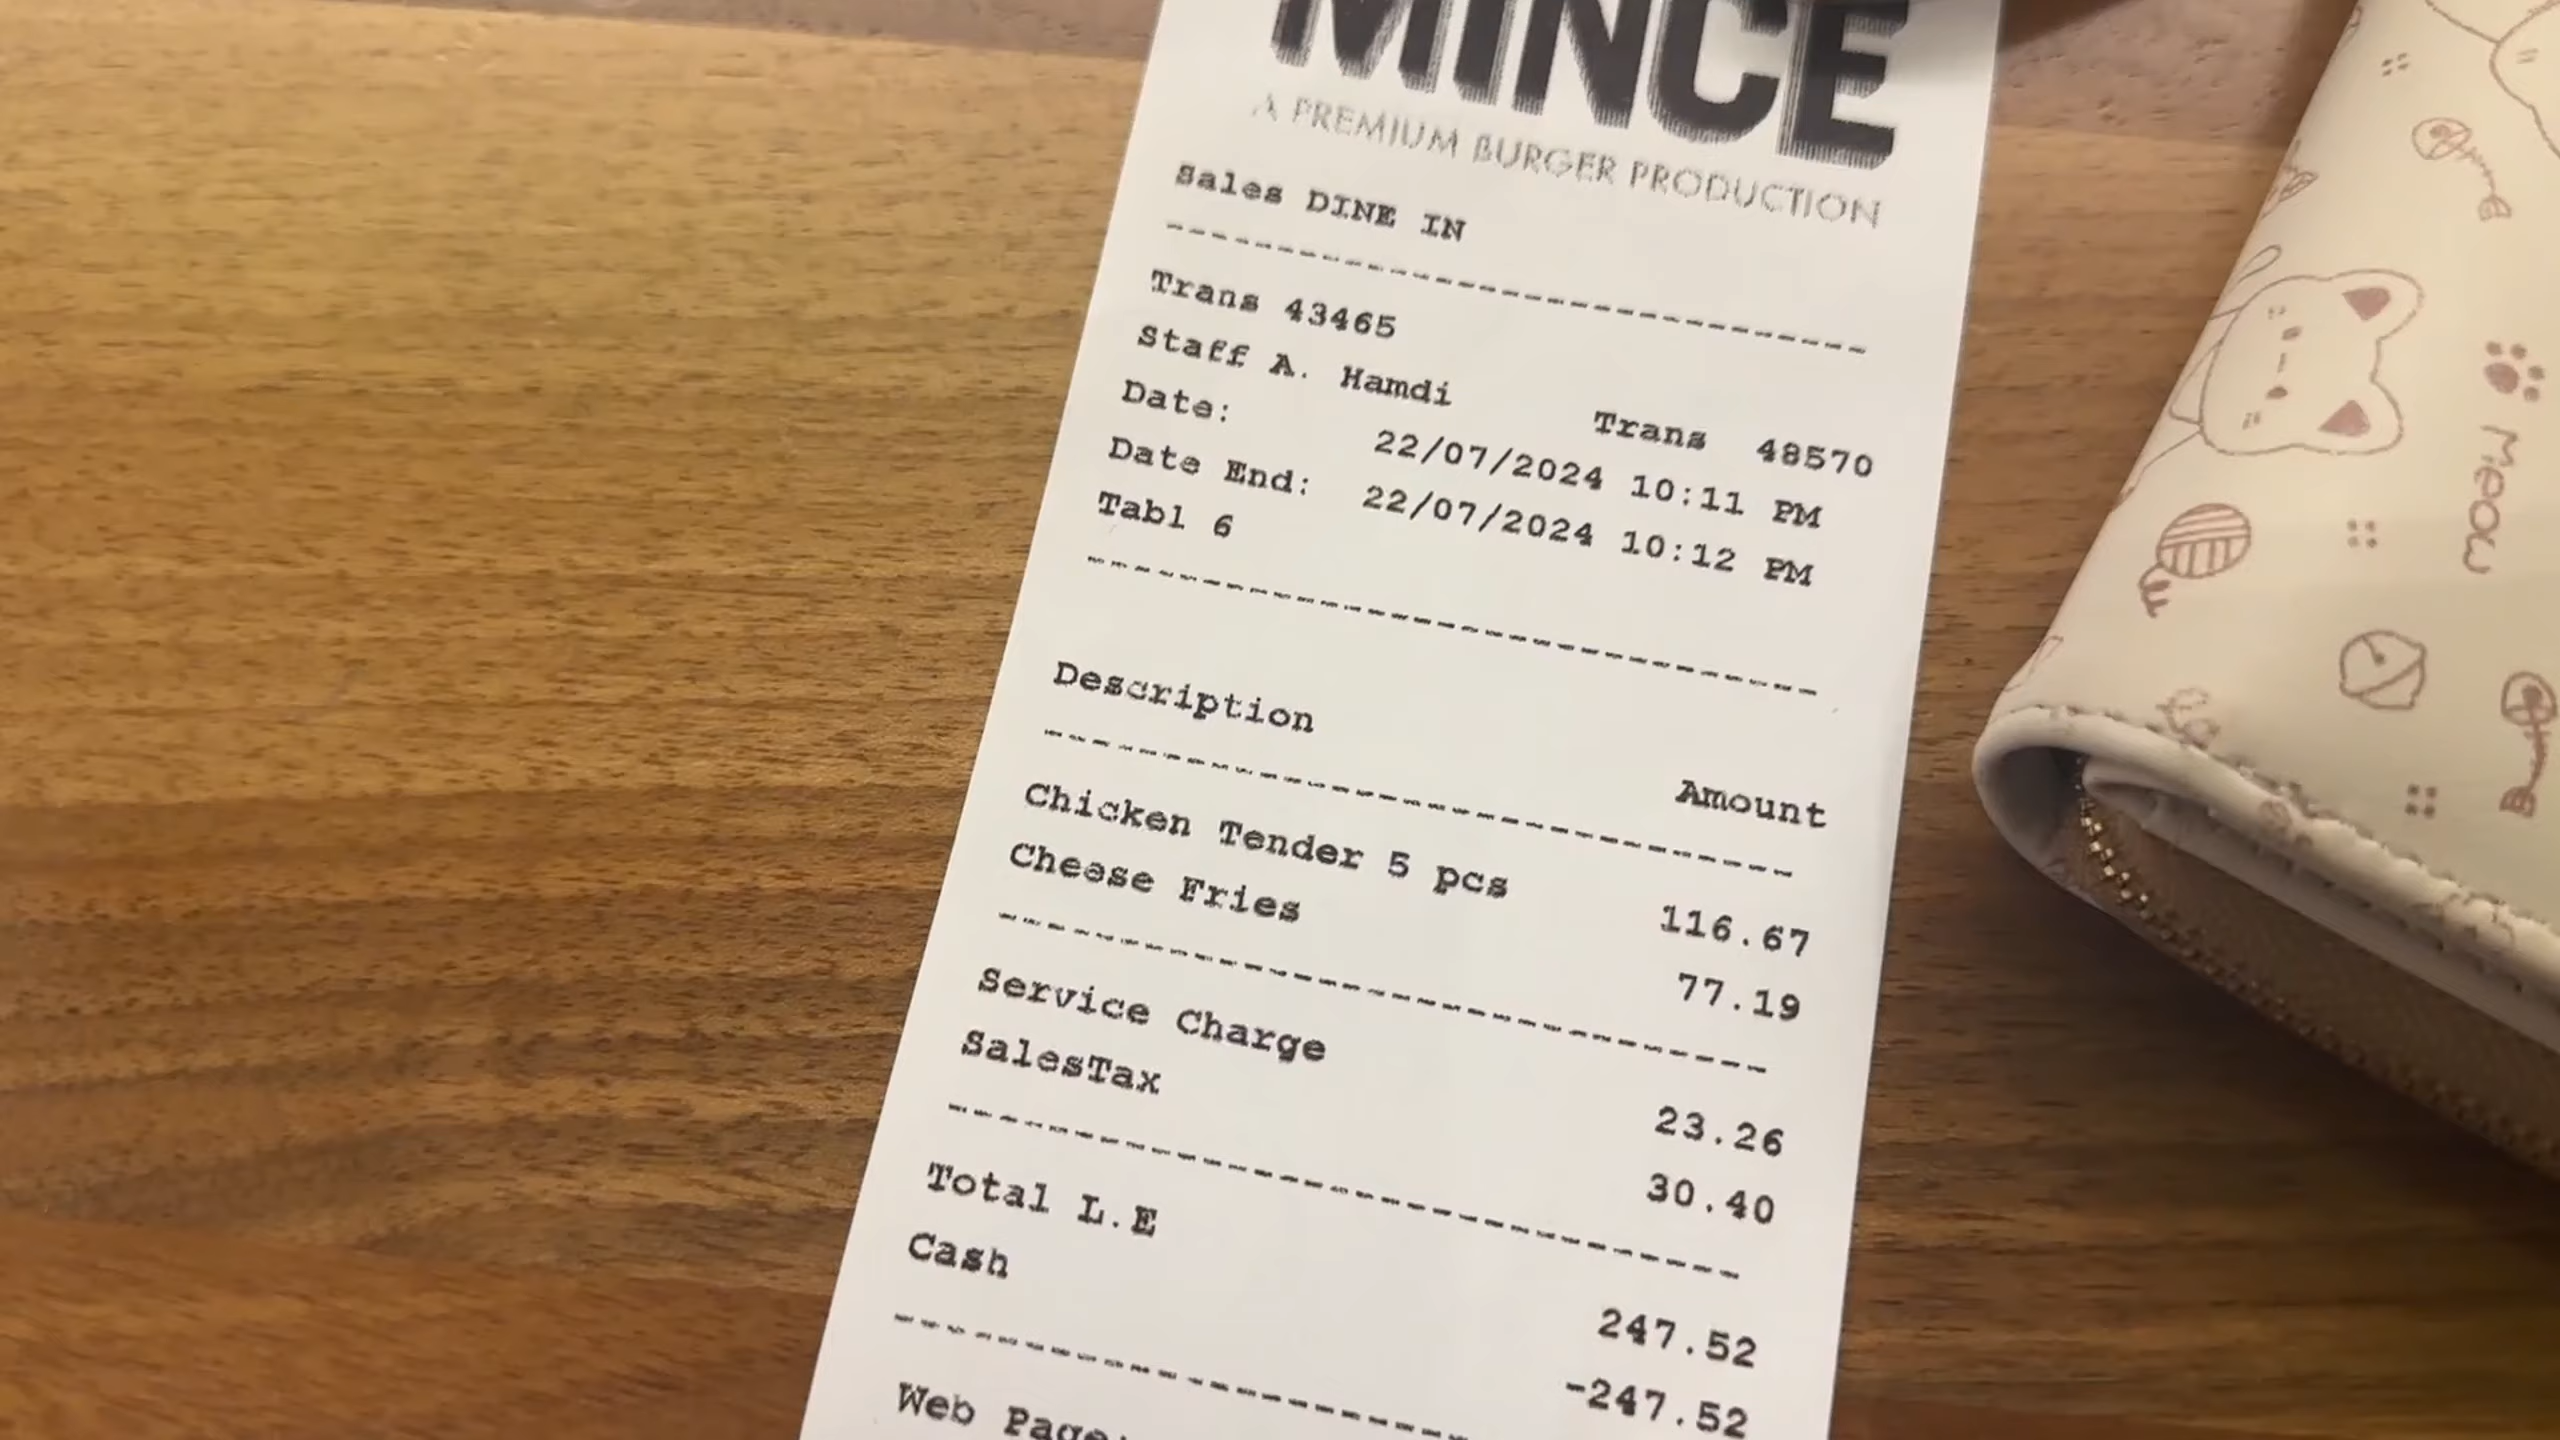 MINCE
A PREMIUM BURGER PRODUCTION
Sales DINE IN
Trans 43465
Staff A. Hamdi Trans 48570
Date: 22/07/2024 10:11 PM
Date End: 22/07/2024 10:12 PM
Tabl 6
Description Amount
Chicken Tender 5 pcs 116.67
Cheese Fries 77.19
Service Charge 23.26
SalesTax 30.40
Total L.E 247.52
Cash -247.52
Web Page:
Meow